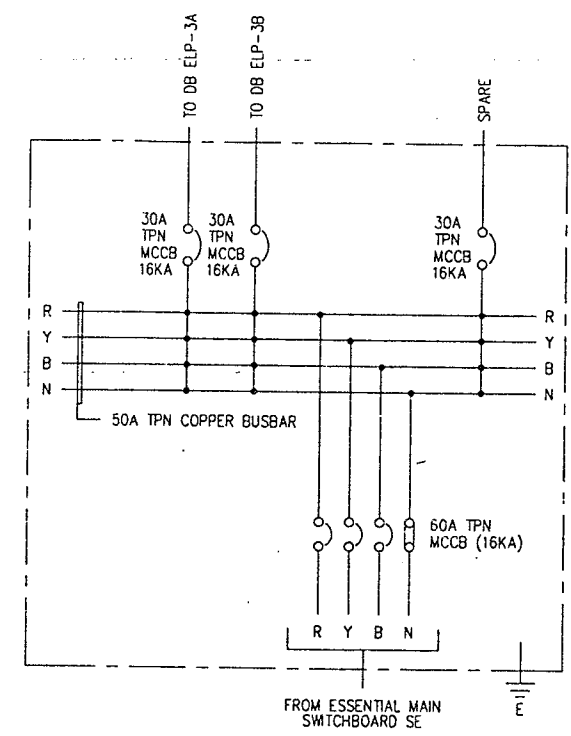 TO DB ELP-3A
TO DB ELP-3B
SPARE
30A
TPN
MCCB
16KA
30A
TPN
MCCB
16KA
30A
TPN
MCCB
16KA
R
R
Y
Y
B
B
N
N
50A TPN COPPER BUSBAR
60A TPN
MCCB (16KA)
R Y B N
FROM ESSENTIAL MAIN
SWITCHBOARD SE
E